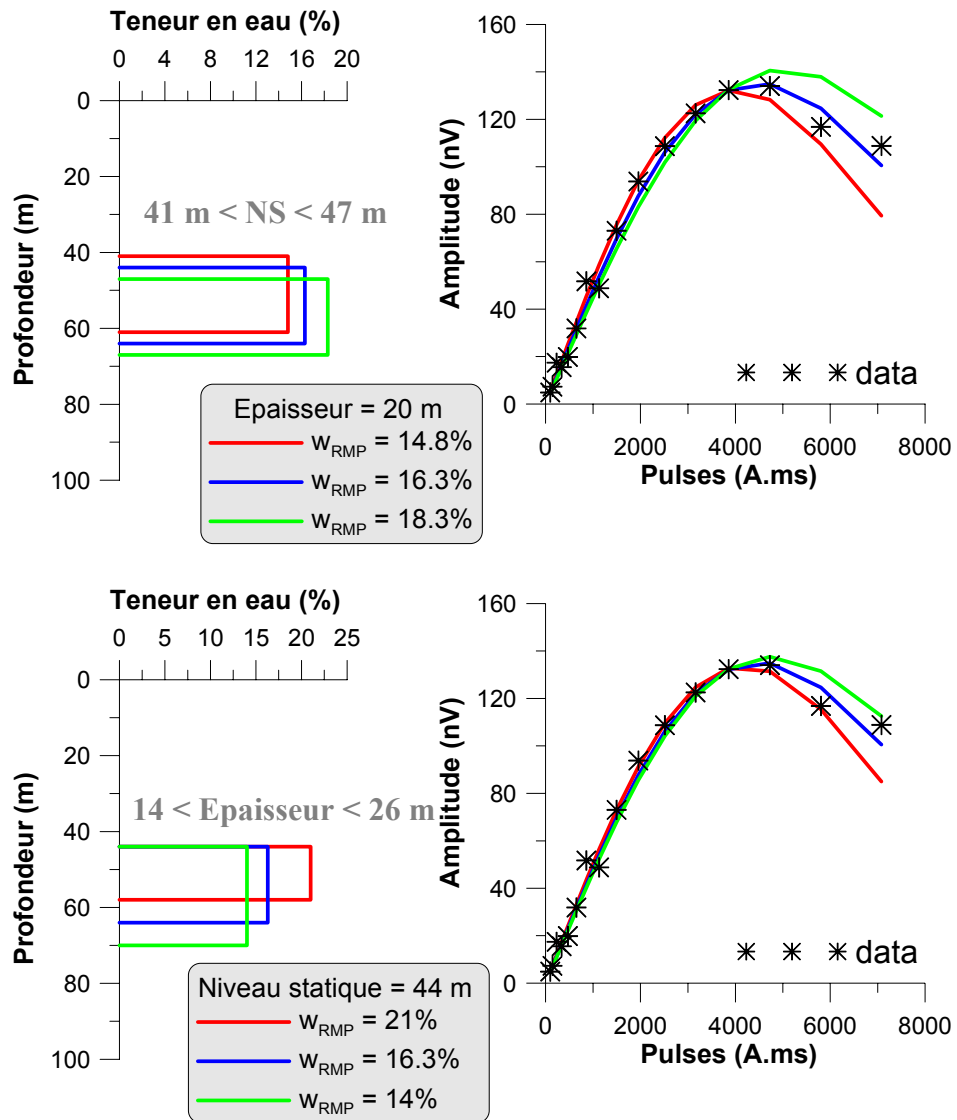 Teneur en eau (%)
0 4 8 12 16 20
0
20
40
60
80
100
Profondeur (m)
41 m < NS < 47 m
Epaisseur = 20 m
wRMP = 14.8%
wRMP = 16.3%
wRMP = 18.3%
160
120
80
40
0
Amplitude (nV)
data
0 2000 4000 6000 8000
Pulses (A.ms)
Teneur en eau (%)
0 5 10 15 20 25
0
20
40
60
80
100
Profondeur (m)
14 < Epaisseur < 26 m
Niveau statique = 44 m
wRMP = 21%
wRMP = 16.3%
wRMP = 14%
160
120
80
40
0
Amplitude (nV)
data
0 2000 4000 6000 8000
Pulses (A.ms)